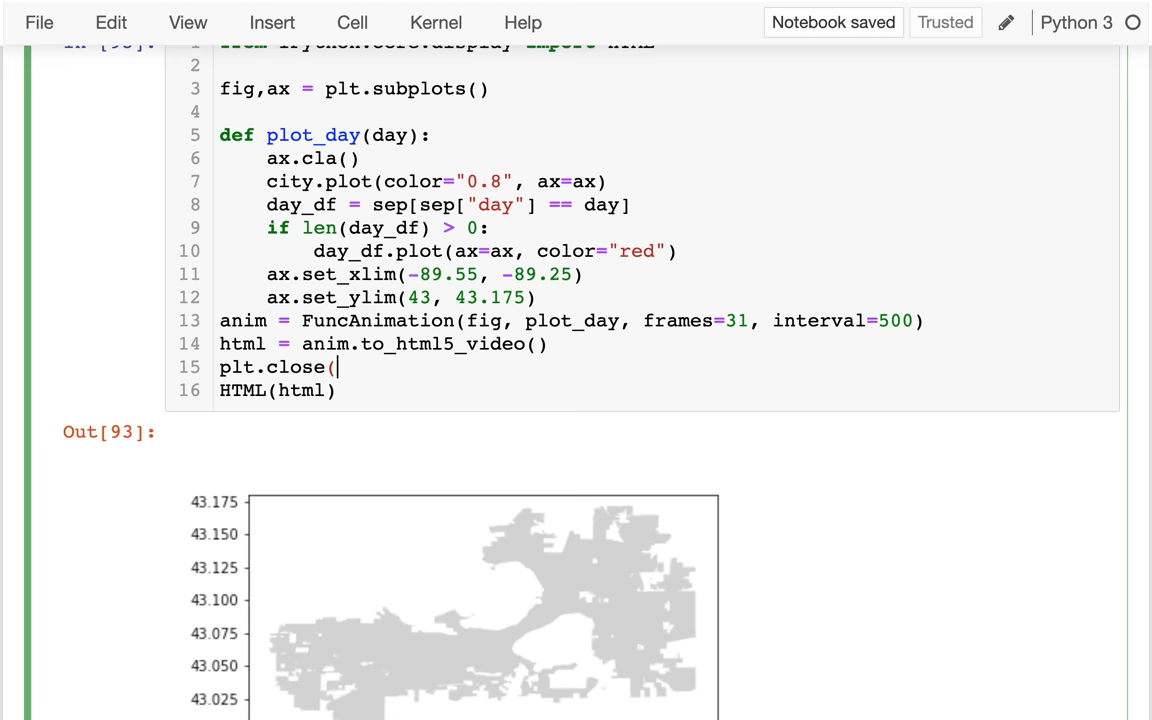 File Edit View Insert Cell Kernel Help Notebook saved Trusted Python 3
In [93]: 1 from IPython.core.display import HTML
2
3 fig,ax = plt.subplots()
4
5 def plot_day(day):
6 ax.cla()
7 city.plot(color="0.8", ax=ax)
8 day_df = sep[sep["day"] == day]
9 if len(day_df) > 0:
10 day_df.plot(ax=ax, color="red")
11 ax.set_xlim(-89.55, -89.25)
12 ax.set_ylim(43, 43.175)
13 anim = FuncAnimation(fig, plot_day, frames=31, interval=500)
14 html = anim.to_html5_video()
15 plt.close(
16 HTML(html)
Out[93]:
43.175
43.150
43.125
43.100
43.075
43.050
43.025